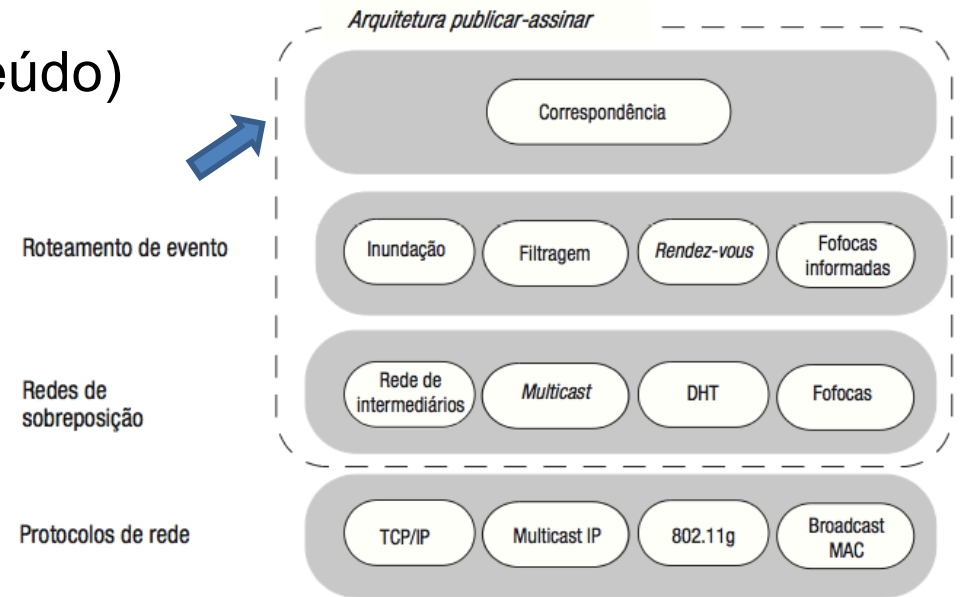 Arquitetura publicar-assinar
eúdo)
Correspondência
Roteamento de evento
Inundação
Filtragem
Rendez-vous
Fofocas
informadas
Redes de
sobreposição
Rede de
intermediários
Multicast
DHT
Fofocas
Protocolos de rede
TCP/IP
Multicast IP
802.11g
Broadcast
MAC